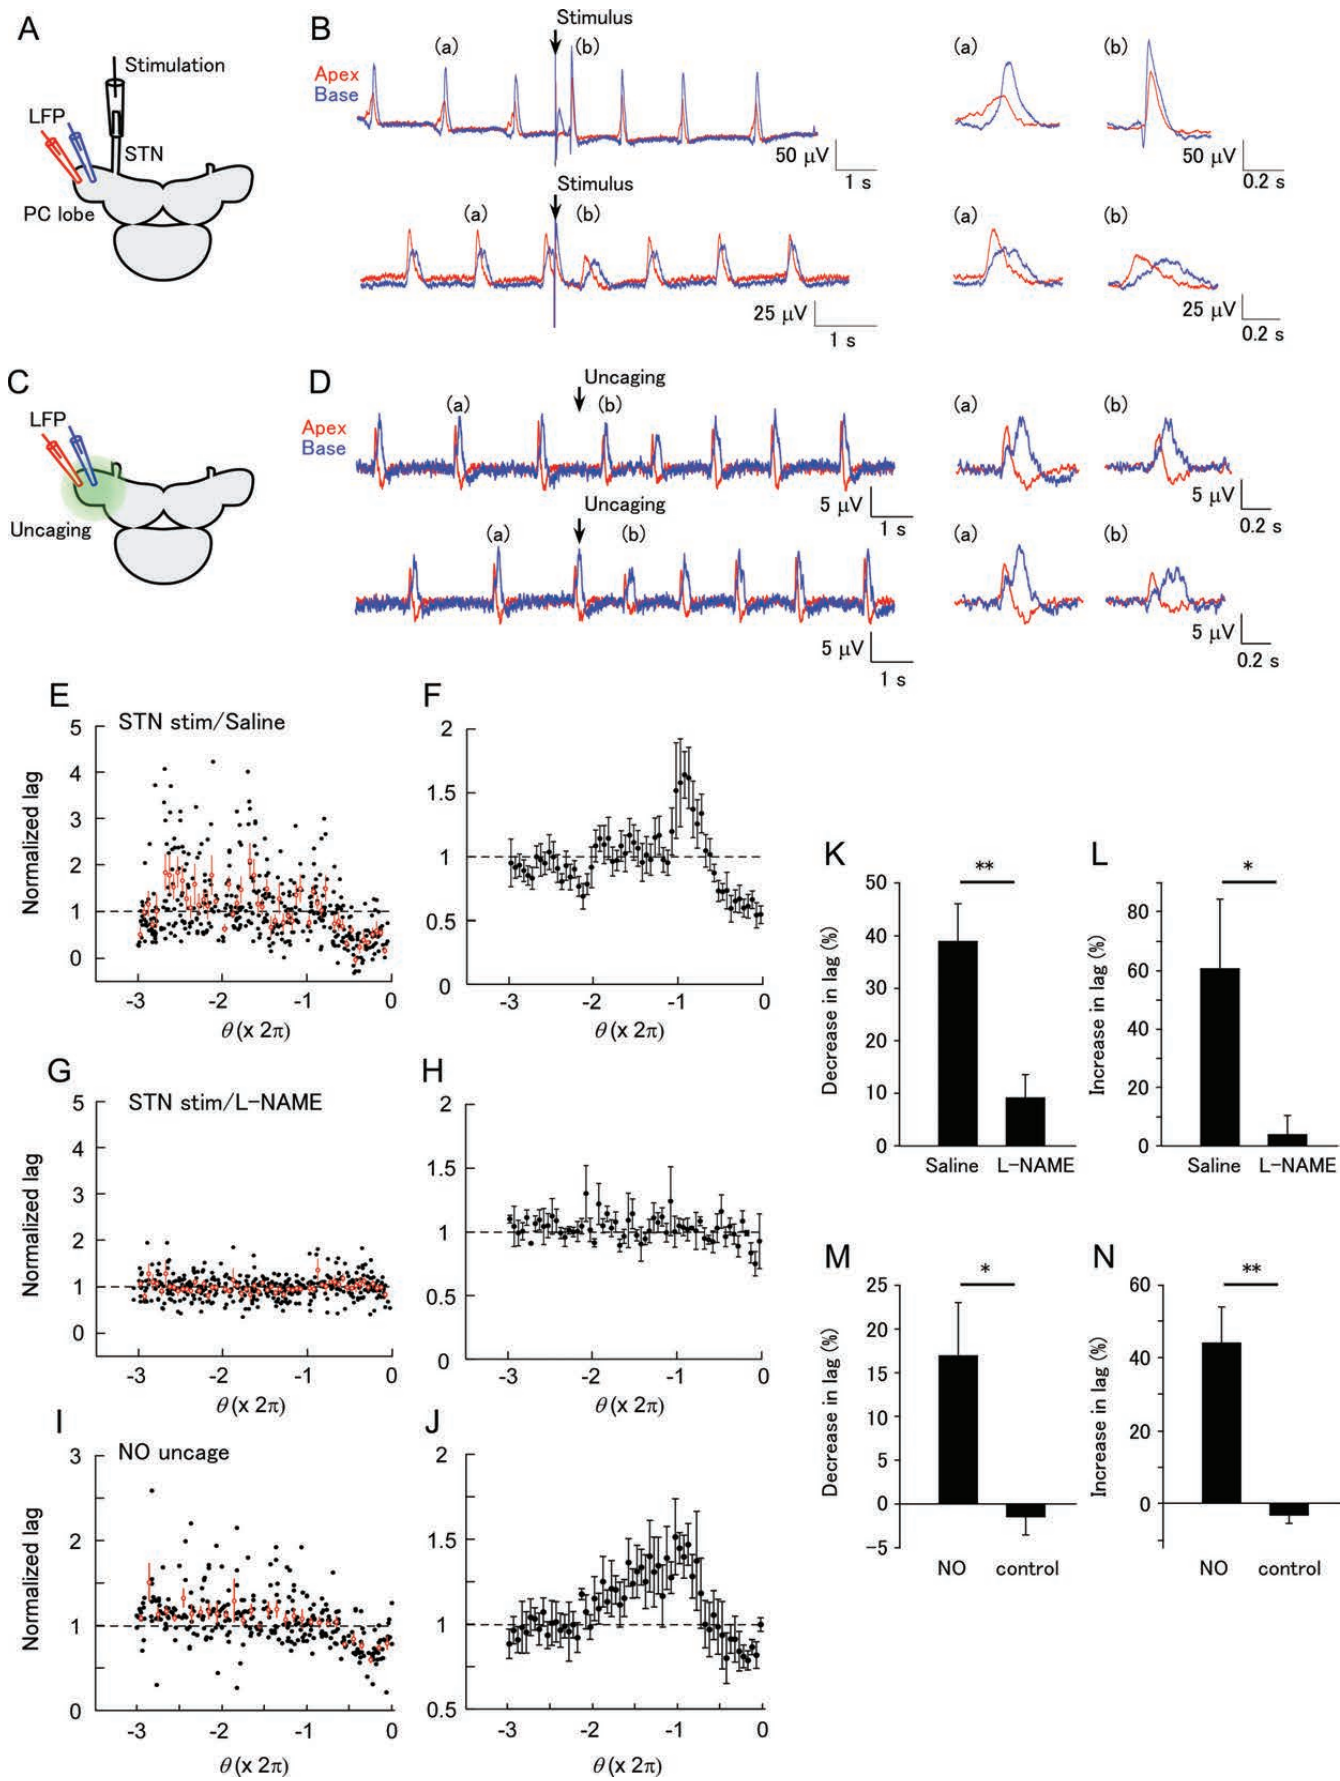 A
Stimulation
LFP
STN
PC lobe
B
Stimulus
(a) (b)
Apex
Base
50 μV
1 s
(a) (b)
50 μV
0.2 s
Stimulus
(a) (b)
25 μV
1 s
(a) (b)
25 μV
0.2 s
C
LFP
Uncaging
D
Uncaging
(a) (b)
Apex
Base
5 μV
1 s
(a) (b)
5 μV
0.2 s
Uncaging
(a) (b)
5 μV
1 s
(a) (b)
5 μV
0.2 s
E
STN stim/Saline
Normalized lag
5
4
3
2
1
0
-3 -2 -1 0
θ (x 2π)
F
2
1.5
1
0.5
0
-3 -2 -1 0
θ (x 2π)
G
STN stim/L-NAME
Normalized lag
5
4
3
2
1
0
-3 -2 -1 0
θ (x 2π)
H
2
1.5
1
0.5
0
-3 -2 -1 0
θ (x 2π)
I
NO uncage
Normalized lag
3
2
1
0
-3 -2 -1 0
θ (x 2π)
J
2
1.5
1
0.5
-3 -2 -1 0
θ (x 2π)
K
**
Decrease in lag (%)
50
40
30
20
10
0
Saline L-NAME
L
*
Increase in lag (%)
80
60
40
20
0
Saline L-NAME
M
*
Decrease in lag (%)
25
20
15
10
5
0
-5
NO control
N
**
Increase in lag (%)
60
40
20
0
NO control